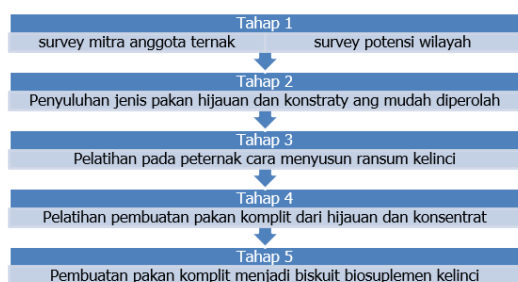 Tahap 1
survey mitra anggota ternak survey potensi wilayah
Tahap 2
Penyuluhan jenis pakan hijauan dan konstraty ang mudah diperolah
Tahap 3
Pelatihan pada peternak cara menyusun ransum kelinci
Tahap 4
Pelatihan pembuatan pakan komplit dari hijauan dan konsentrat
Tahap 5
Pembuatan pakan komplit menjadi biskuit biosuplemen kelinci